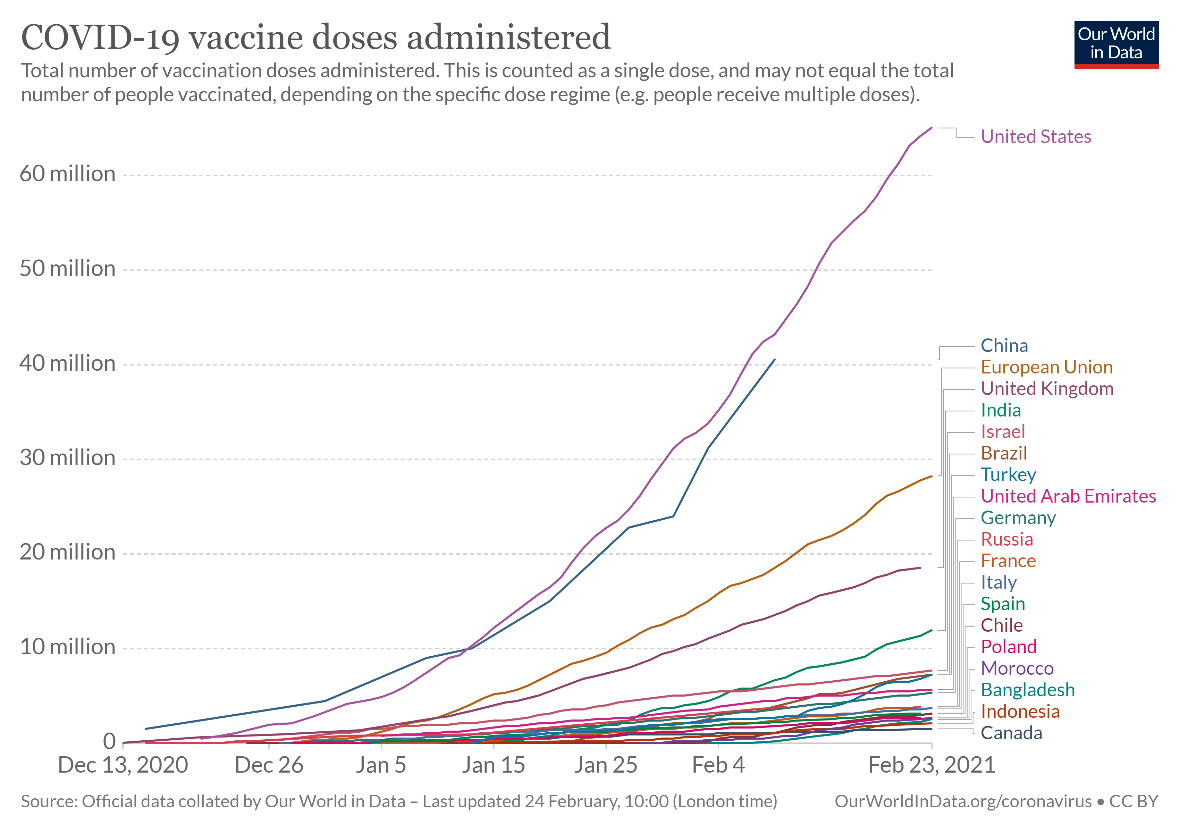 COVID-19 vaccine doses administered
Our World
in Data
Total number of vaccination doses administered. This is counted as a single dose, and may not equal the total
number of people vaccinated, depending on the specific dose regime (e.g. people receive multiple doses).
60 million
50 million
40 million
30 million
20 million
10 million
0
United States
China
European Union
United Kingdom
India
Israel
Brazil
Turkey
United Arab Emirates
Germany
Russia
France
Italy
Spain
Chile
Poland
Morocco
Bangladesh
Indonesia
Canada
Dec 13, 2020 Dec 26 Jan 5 Jan 15 Jan 25 Feb 4 Feb 23, 2021
Source: Official data collated by Our World in Data – Last updated 24 February, 10:00 (London time)
OurWorldInData.org/coronavirus • CC BY